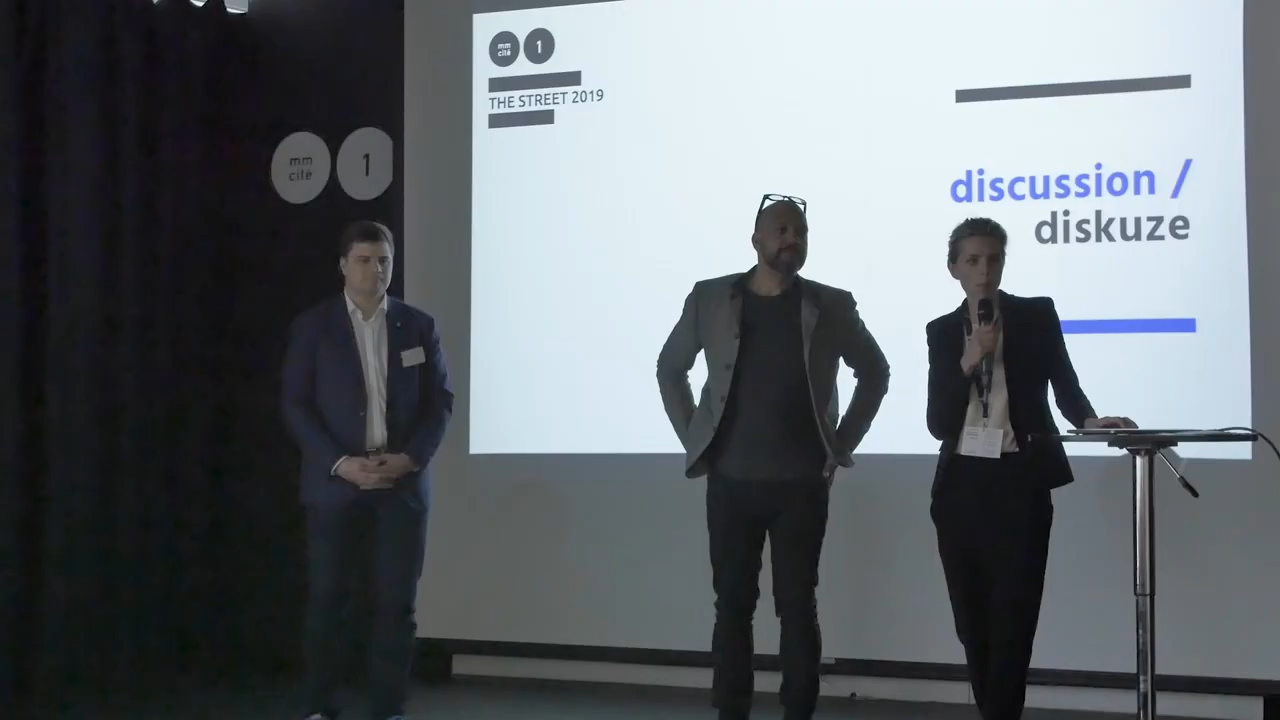 mm
cité
1
THE STREET 2019
discussion /
diskuze
mm
cité
1